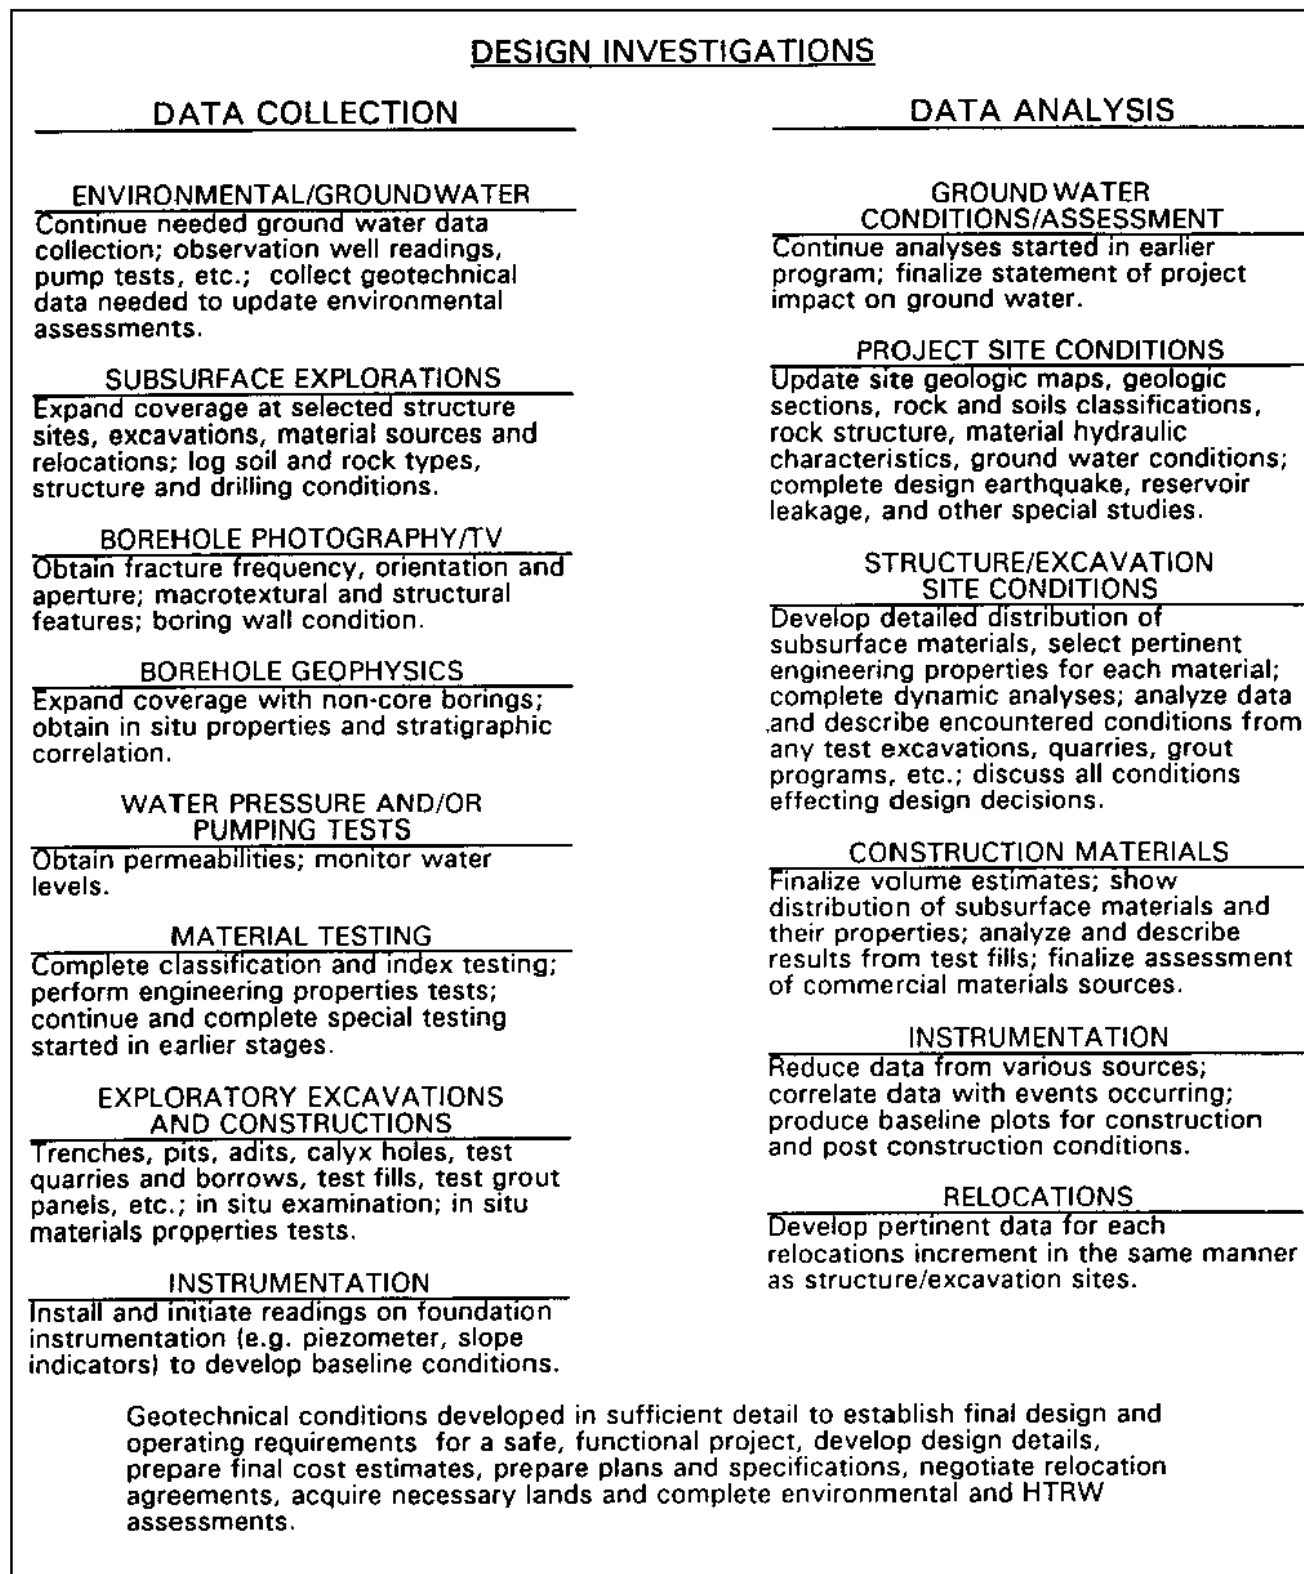 DESIGN INVESTIGATIONS
DATA COLLECTION
ENVIRONMENTAL/GROUNDWATER
Continue needed ground water data
collection; observation well readings,
pump tests, etc.; collect geotechnical
data needed to update environmental
assessments.
SUBSURFACE EXPLORATIONS
Expand coverage at selected structure
sites, excavations, material sources and
relocations; log soil and rock types,
structure and drilling conditions.
BOREHOLE PHOTOGRAPHY/TV
Obtain fracture frequency, orientation and
aperture; macrotextural and structural
features; boring wall condition.
BOREHOLE GEOPHYSICS
Expand coverage with non-core borings;
obtain in situ properties and stratigraphic
correlation.
WATER PRESSURE AND/OR
PUMPING TESTS
Obtain permeabilities; monitor water
levels.
MATERIAL TESTING
Complete classification and index testing;
perform engineering properties tests;
continue and complete special testing
started in earlier stages.
EXPLORATORY EXCAVATIONS
AND CONSTRUCTIONS
Trenches, pits, adits, calyx holes, test
quarries and borrows, test fills, test grout
panels, etc.; in situ examination; in situ
materials properties tests.
INSTRUMENTATION
Install and initiate readings on foundation
instrumentation (e.g. piezometer, slope
indicators) to develop baseline conditions.
DATA ANALYSIS
GROUND WATER
CONDITIONS/ASSESSMENT
Continue analyses started in earlier
program; finalize statement of project
impact on ground water.
PROJECT SITE CONDITIONS
Update site geologic maps, geologic
sections, rock and soils classifications,
rock structure, material hydraulic
characteristics, ground water conditions;
complete design earthquake, reservoir
leakage, and other special studies.
STRUCTURE/EXCAVATION
SITE CONDITIONS
Develop detailed distribution of
subsurface materials, select pertinent
engineering properties for each material;
complete dynamic analyses; analyze data
and describe encountered conditions from
any test excavations, quarries, grout
programs, etc.; discuss all conditions
effecting design decisions.
CONSTRUCTION MATERIALS
Finalize volume estimates; show
distribution of subsurface materials and
their properties; analyze and describe
results from test fills; finalize assessment
of commercial materials sources.
INSTRUMENTATION
Reduce data from various sources;
correlate data with events occurring;
produce baseline plots for construction
and post construction conditions.
RELOCATIONS
Develop pertinent data for each
relocations increment in the same manner
as structure/excavation sites.
Geotechnical conditions developed in sufficient detail to establish final design and
operating requirements for a safe, functional project, develop design details,
prepare final cost estimates, prepare plans and specifications, negotiate relocation
agreements, acquire necessary lands and complete environmental and HTRW
assessments.